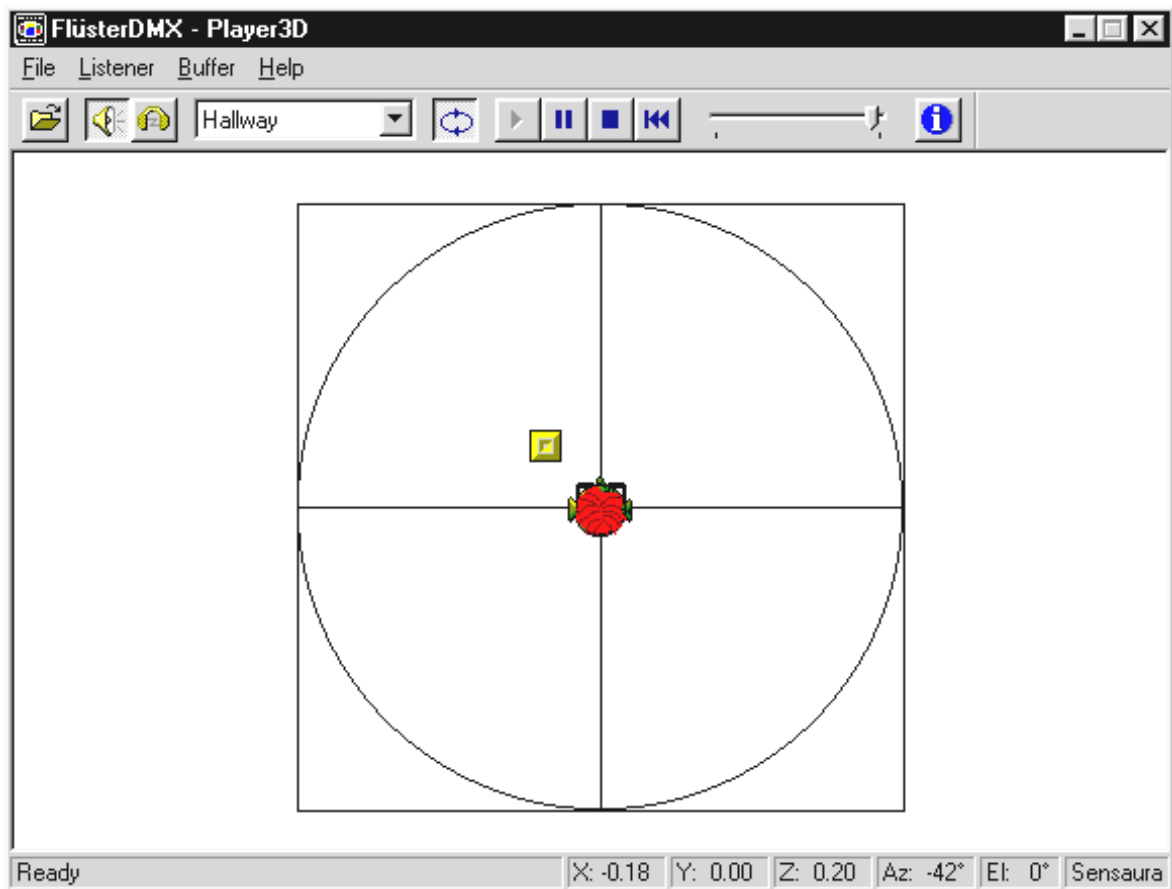 FlüsterDMX - Player3D
File Listener Buffer Help
Hallway
Ready X: -0.18 Y: 0.00 Z: 0.20 Az: -42° El: 0° Sensaura